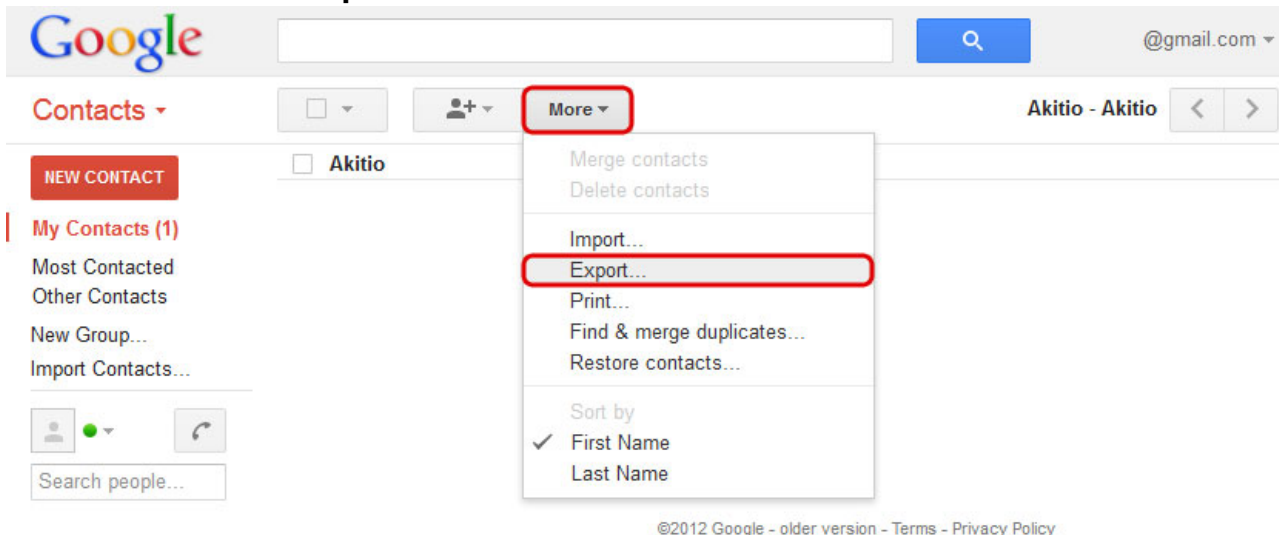 Google
@gmail.com
Contacts
More
Akitio - Akitio
NEW CONTACT
Akitio
Merge contacts
Delete contacts
My Contacts (1)
Import...
Most Contacted
Export...
Other Contacts
Print...
New Group...
Find & merge duplicates...
Import Contacts...
Restore contacts...
Sort by
First Name
Search people...
Last Name
©2012 Google - older version - Terms - Privacy Policy